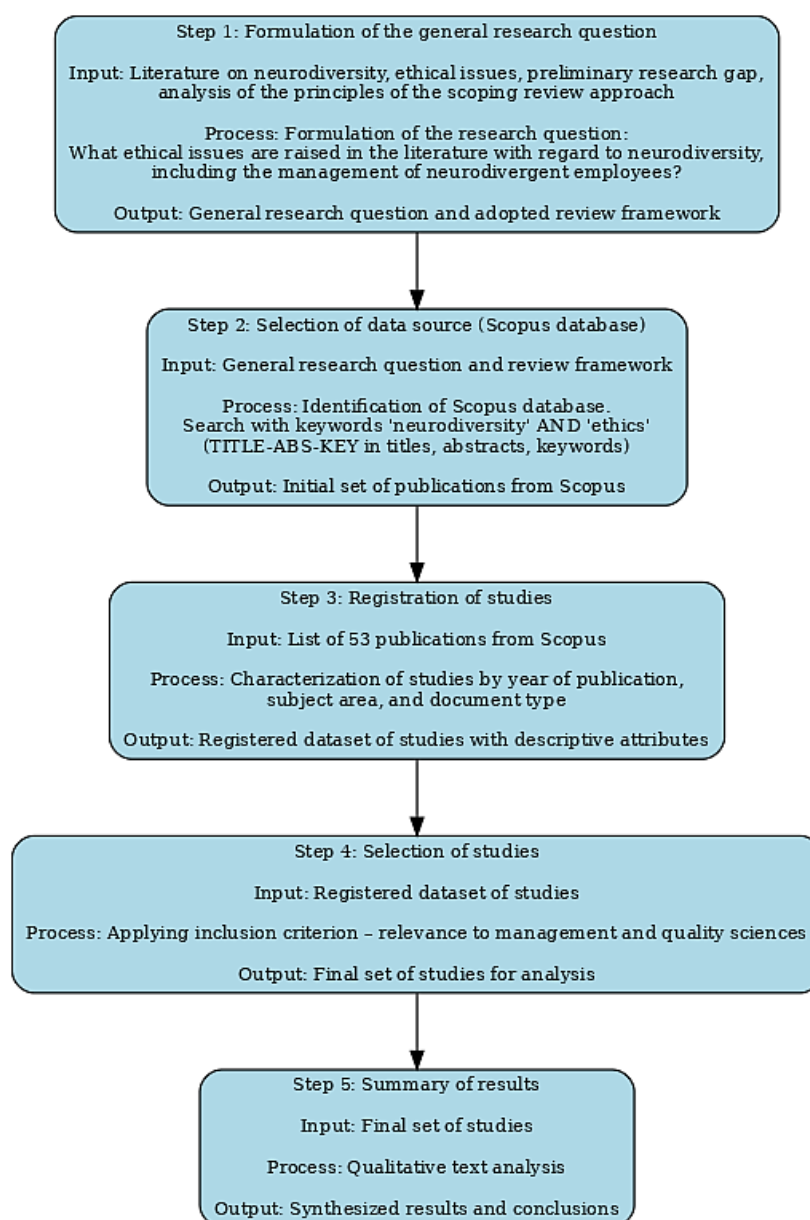 Step 1: Formulation of the general research question
Input: Literature on neurodiversity, ethical issues, preliminary research gap,
analysis of the principles of the scoping review approach
Process: Formulation of the research question:
What ethical issues are raised in the literature with regard to neurodiversity,
including the management of neurodivergent employees?
Output: General research question and adopted review framework
Step 2: Selection of data source (Scopus database)
Input: General research question and review framework
Process: Identification of Scopus database.
Search with keywords 'neurodiversity' AND 'ethics'
(TITLE-ABS-KEY in titles, abstracts, keywords)
Output: Initial set of publications from Scopus
Step 3: Registration of studies
Input: List of 53 publications from Scopus
Process: Characterization of studies by year of publication,
subject area, and document type
Output: Registered dataset of studies with descriptive attributes
Step 4: Selection of studies
Input: Registered dataset of studies
Process: Applying inclusion criterion – relevance to management and quality sciences
Output: Final set of studies for analysis
Step 5: Summary of results
Input: Final set of studies
Process: Qualitative text analysis
Output: Synthesized results and conclusions